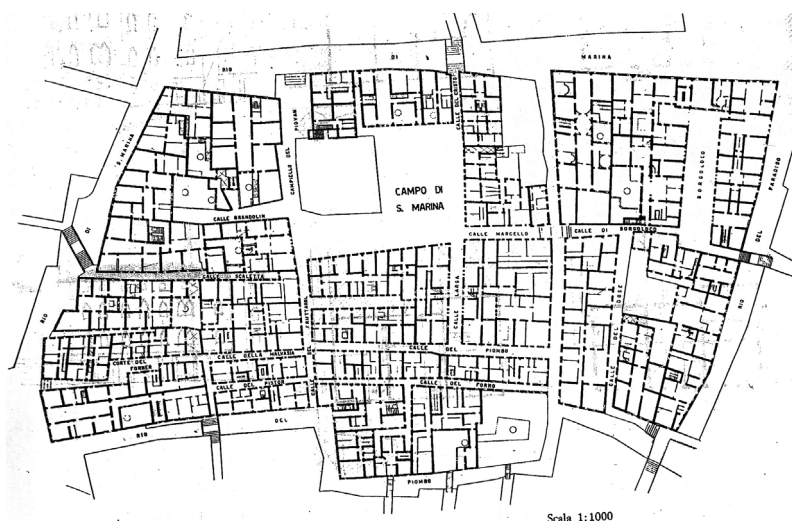 RIO
DI
MARINA
S. MARINA
DI
RIO
CAMPIELLO DEL PIOVAN
CALLE DEL CRISTO
CAMPO DI
S. MARINA
CALLE BRANDOLIN
CALLE SCALETTA
CALLE MARCELLO
CALLE DI BORGOLOCO
BORGOLOCO
RIO DEL PARADISO
CALLE LARGA
CALLE DEL DOSE
CALLE DEL PIOMBO
CALLE DELLA MALVASIA
CORTE DEL
FORNER
CALLE DEL PISTOR
CALLE DEL FORNO
RIO
DEL
PIOMBO
Scala 1:1000